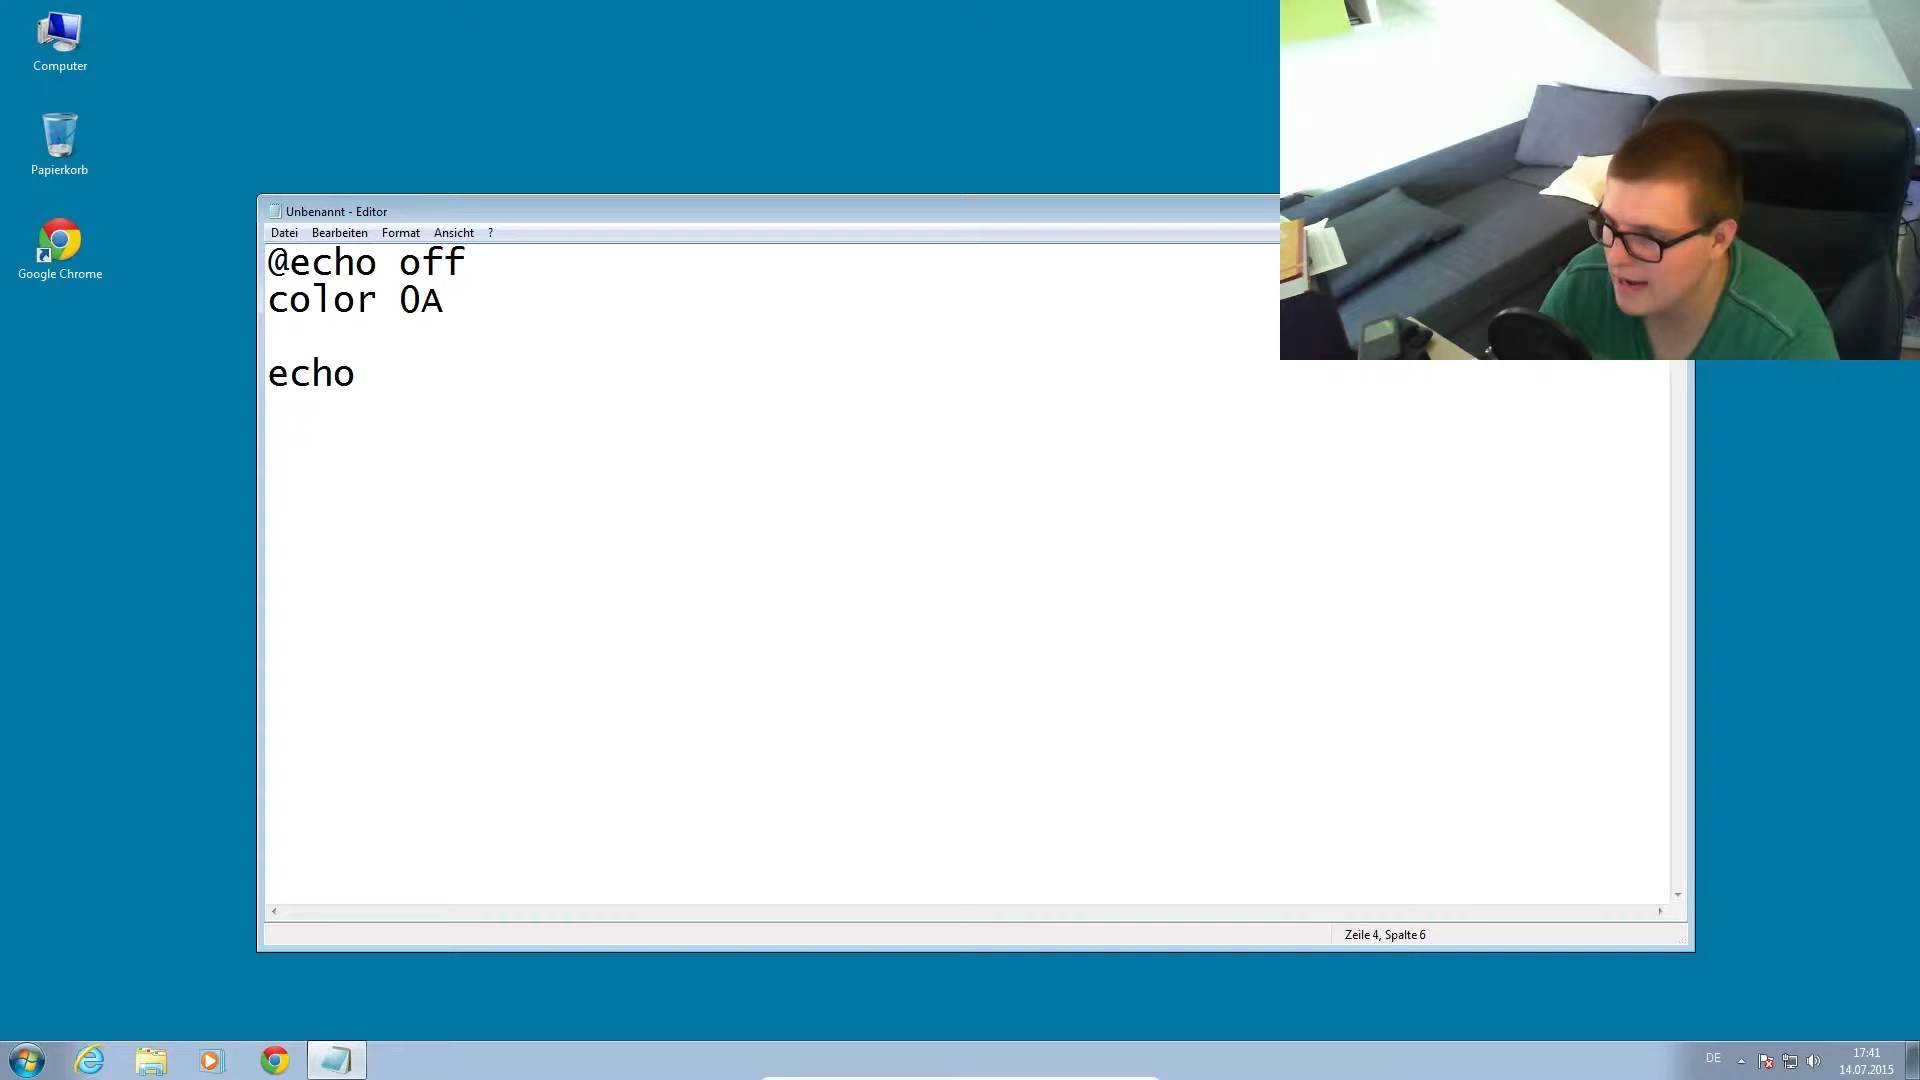 Computer
Papierkorb
Google Chrome
Unbenannt - Editor
Datei Bearbeiten Format Ansicht ?
@echo off
color 0A
echo
Zeile 4, Spalte 6
DE
17:41
14.07.2015